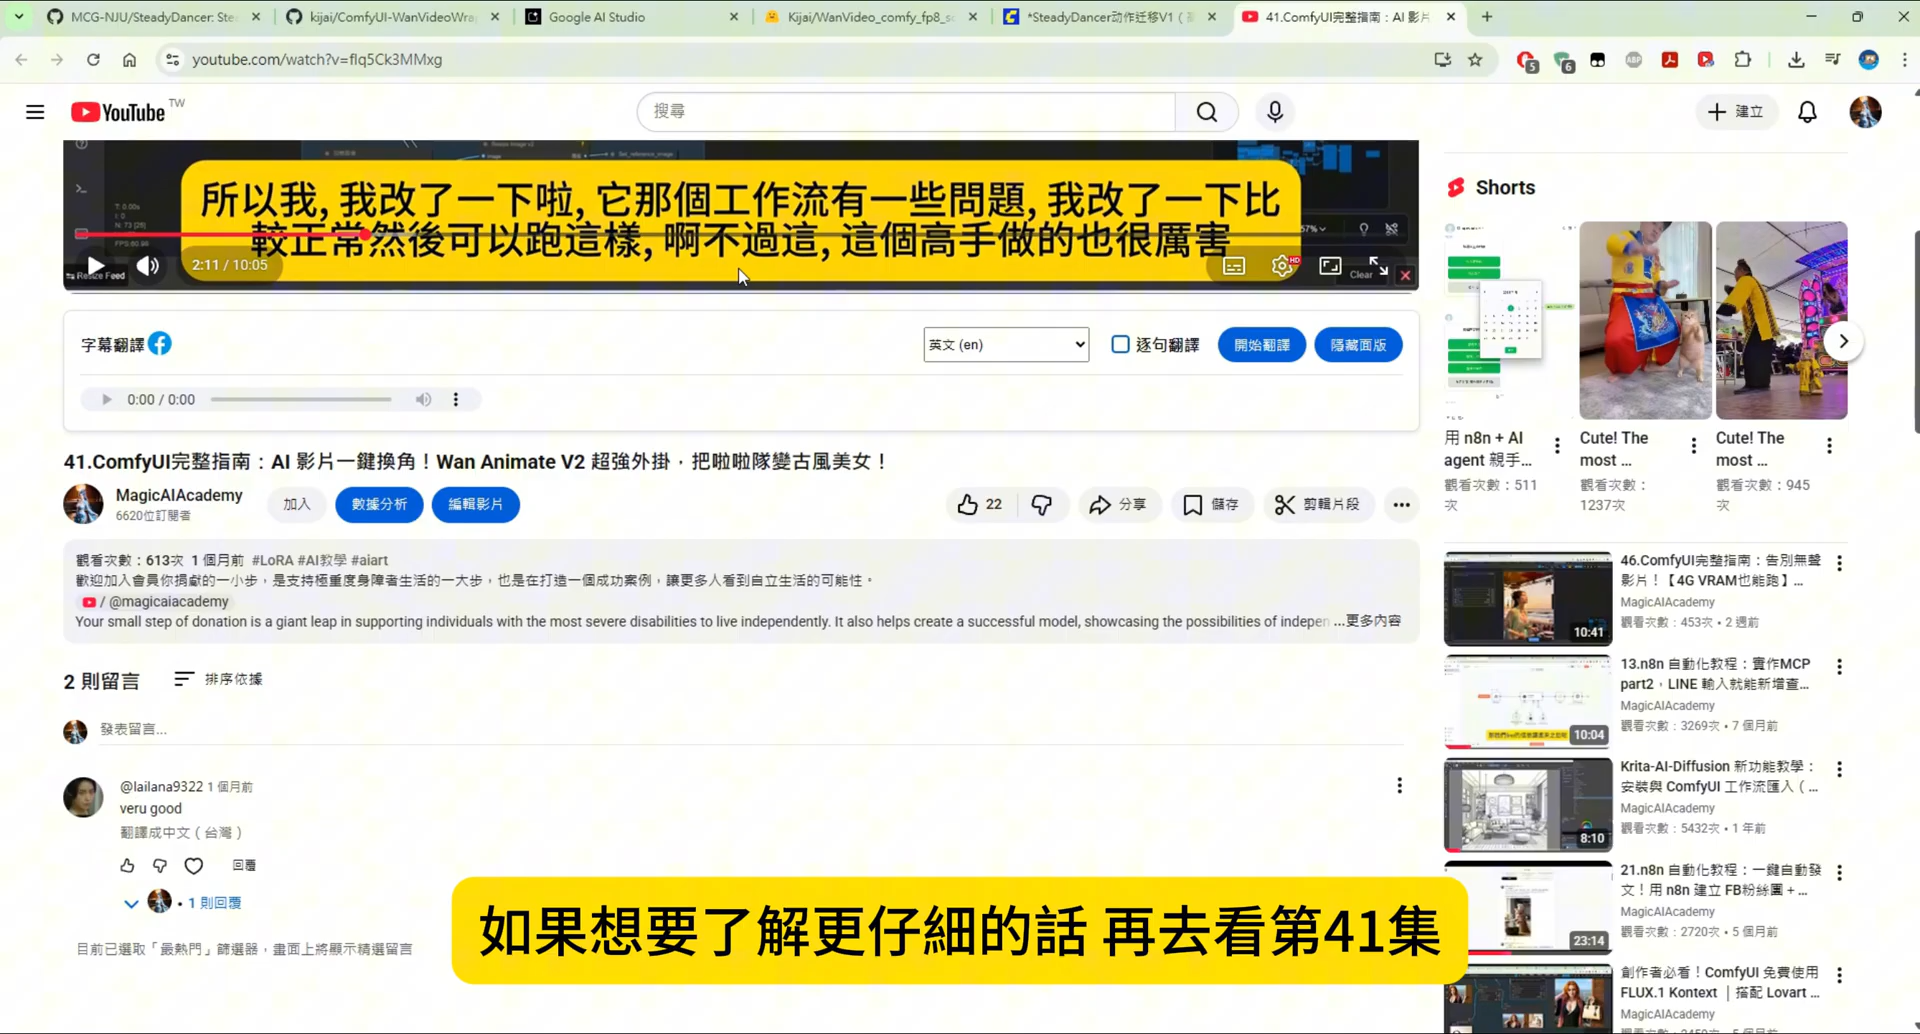 MCG-NJU/SteadyDancer: Ste
kijai/ComfyUI-WanVideoWra
Google AI Studio
Kijai/WanVideo_comfy_fp8_sc
*SteadyDancer动作迁移V1
41.ComfyUI完整指南：AI 影片
youtube.com/watch?v=fIq5Ck3MMxg
YouTube TW
搜尋
建立
所以我, 我改了一下啦, 它那個工作流有一些問題, 我改了一下比
較正常然後可以跑這樣, 啊不過這, 這個高手做的也很厲害
2:11 / 10:05
Resize Feed
Clear
字幕翻譯
英文 (en)
逐句翻譯
開始翻譯
隱藏面版
0:00 / 0:00
41.ComfyUI完整指南：AI 影片一鍵換角！Wan Animate V2 超強外掛，把啦啦隊變古風美女！
MagicAIAcademy
6620位訂閱者
加入
數據分析
編輯影片
22
分享
儲存
剪輯片段
觀看次數：613次 1 個月前 #LoRA #AI教學 #aiart
歡迎加入會員你捐獻的一小步，是支持極重度身障者生活的一大步，也是在打造一個成功案例，讓更多人看到自立生活的可能性。
/ @magicaiacademy
Your small step of donation is a giant leap in supporting individuals with the most severe disabilities to live independently. It also helps create a successful model, showcasing the possibilities of indepen ...更多內容
2 則留言
排序依據
發表留言...
@lailana9322 1 個月前
veru good
翻譯成中文（台灣）
回覆
• 1 則回覆
目前已選取「最熱門」篩選器，畫面上將顯示精選留言
如果想要了解更仔細的話 再去看第41集
Shorts
用 n8n + AI
agent 親手...
觀看次數：511
次
Cute! The
most ...
觀看次數：
1237次
Cute! The
most ...
觀看次數：945
次
46.ComfyUI完整指南：告別無聲
影片！【4G VRAM也能跑】...
MagicAIAcademy
觀看次數：453次 • 2 週前
10:41
13.n8n 自動化教程：實作MCP
part2，LINE 輸入就能新增查...
MagicAIAcademy
觀看次數：3269次 • 7 個月前
10:04
Krita-AI-Diffusion 新功能教學：
安裝與 ComfyUI 工作流匯入（...
MagicAIAcademy
觀看次數：5432次 • 1 年前
8:10
21.n8n 自動化教程：一鍵自動發
文！用 n8n 建立 FB粉絲團＋...
MagicAIAcademy
觀看次數：2720次 • 5 個月前
23:14
創作者必看！ComfyUI 免費使用
FLUX.1 Kontext ｜搭配 Lovart ...
MagicAIAcademy